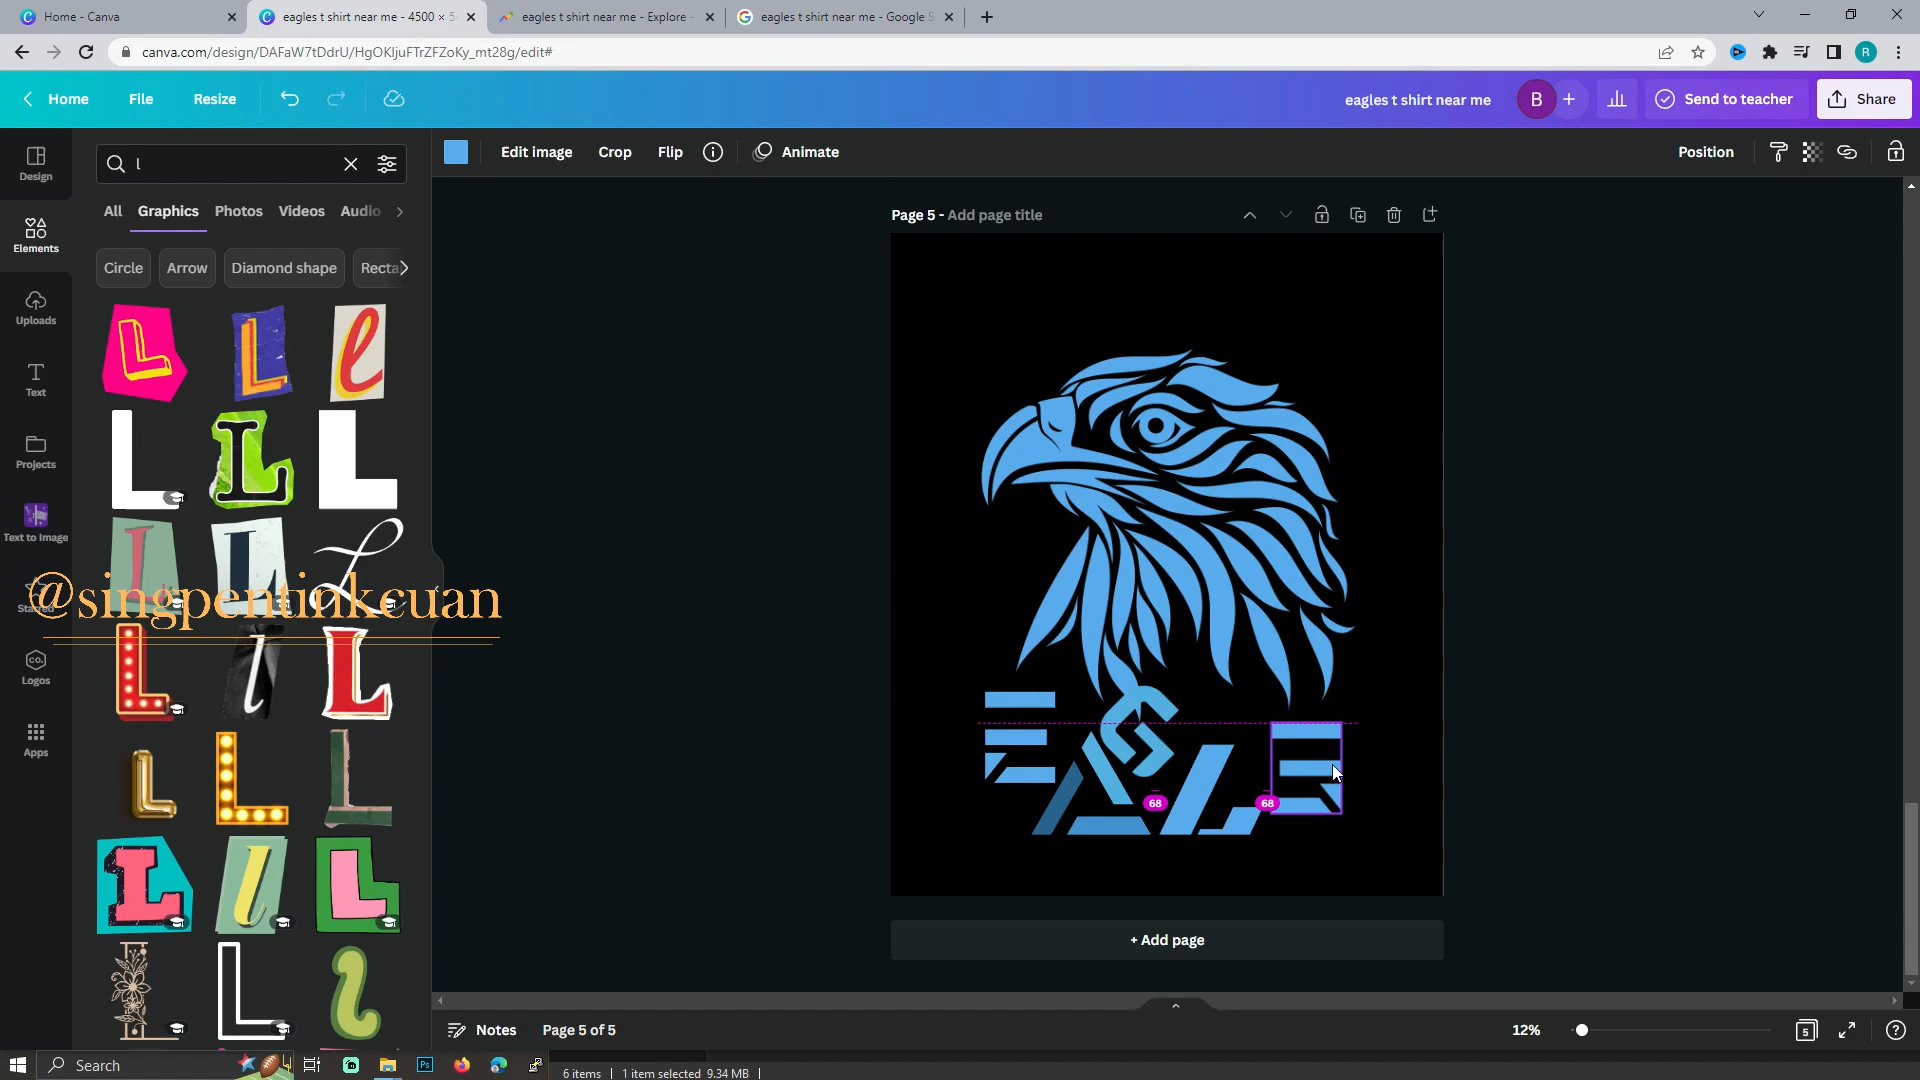 Home - Canva
eagles t shirt near me - 4500 × 5
eagles t shirt near me - Explore -
eagles t shirt near me - Google S
canva.com/design/DAFaW7tDdrU/HgOKIjuFTrZFZoKy_mt28g/edit#
R
Home
File
Resize
eagles t shirt near me
B
Send to teacher
Share
l
Edit image
Crop
Flip
Animate
Position
Design
Elements
Uploads
Text
Projects
Text to Image
Logos
Apps
All
Graphics
Photos
Videos
Audio
Circle
Arrow
Diamond shape
Recta
Page 5 - Add page title
@singpentinkcuan
EAGLE
68
68
+ Add page
Notes
Page 5 of 5
12%
5
Search
Ps
6 items
1 item selected 9.34 MB